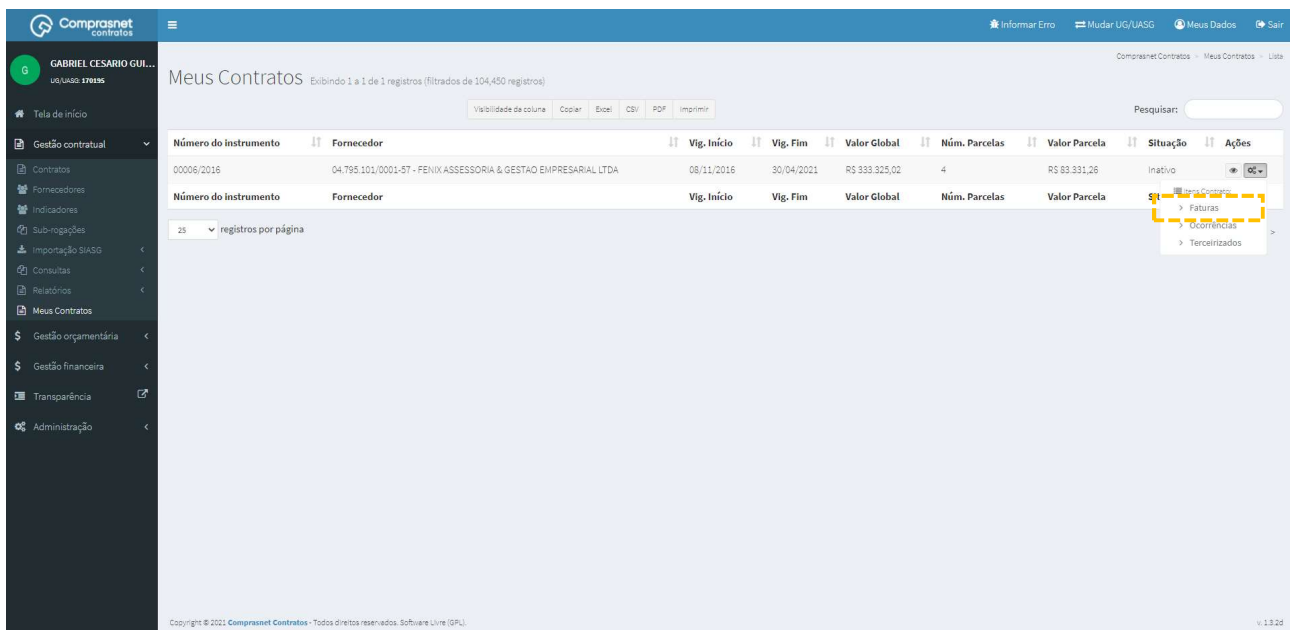 Comprasnet
contratos
Informar Erro
Mudar UG/UASG
Meus Dados
Sair
G
GABRIEL CESARIO GUI...
UG/UASG: 170195
Tela de início
Gestão contratual
Contratos
Fornecedores
Indicadores
Sub-rogações
Importação SIASG
Consultas
Relatórios
Meus Contratos
Gestão orçamentária
Gestão financeira
Transparência
Administração
Comprasnet Contratos > Meus Contratos > Lista
Meus Contratos Exibindo 1 a 1 de 1 registros (filtrados de 104,450 registros)
Visibilidade da coluna Copiar Excel CSV PDF Imprimir
Pesquisar:
Número do instrumento Fornecedor Vig. Início Vig. Fim Valor Global Núm. Parcelas Valor Parcela Situação Ações
00006/2016 04.795.101/0001-57 - FENIX ASSESSORIA & GESTAO EMPRESARIAL LTDA 08/11/2016 30/04/2021 R$ 333.325,02 4 R$ 83.331,26 Inativo
Número do instrumento Fornecedor Vig. Início Vig. Fim Valor Global Núm. Parcelas Valor Parcela Sit
Itens Contrato:
> Faturas
> Ocorrências
> Terceirizados
25 registros por página
>
Copyright © 2021 Comprasnet Contratos - Todos direitos reservados. Software Livre (GPL).
v. 1.3.2d